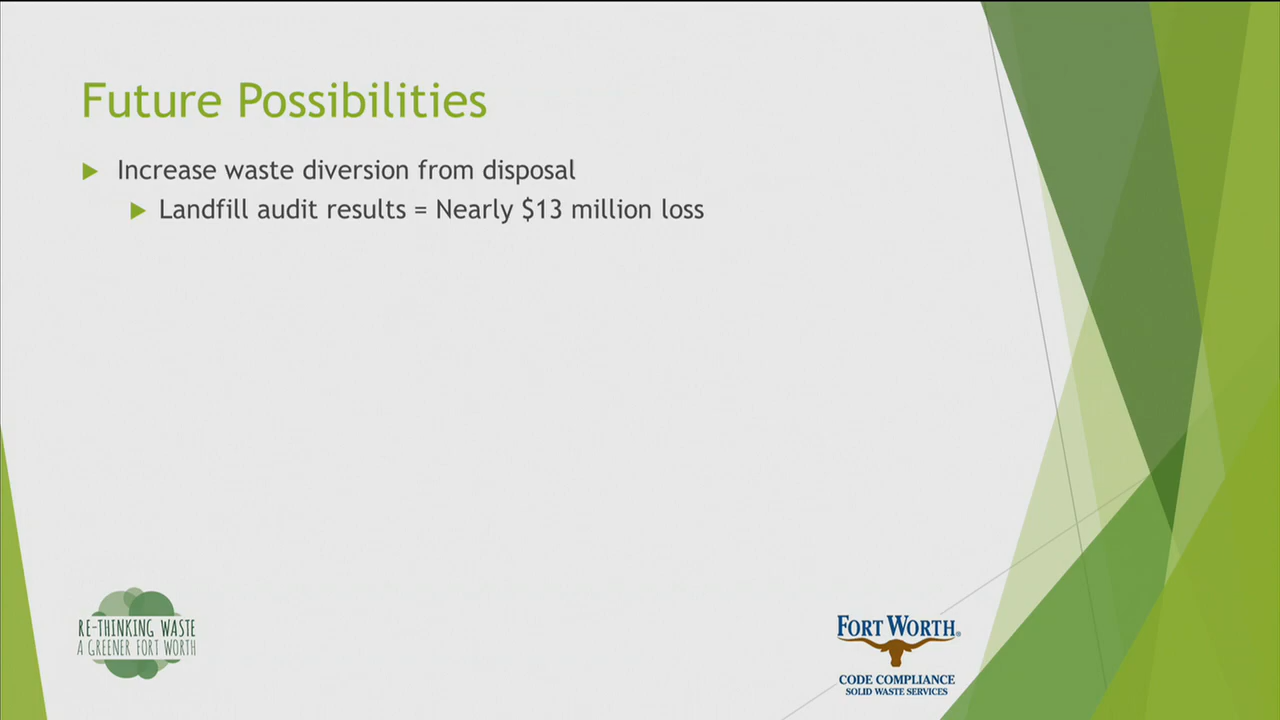 Future Possibilities
Increase waste diversion from disposal
Landfill audit results = Nearly $13 million loss
RE-THINKING WASTE
A GREENER FORT WORTH
FORT WORTH®
CODE COMPLIANCE
SOLID WASTE SERVICES